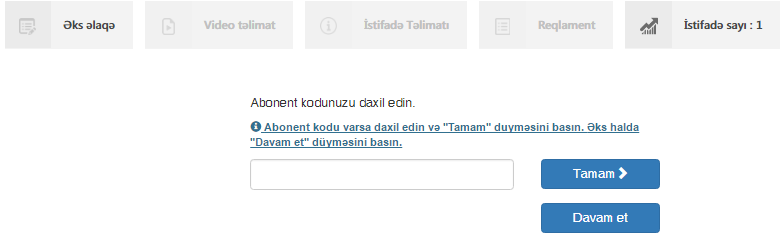 Əks əlaqə
Video təlimat
İstifadə Təlimatı
Reqlament
İstifadə sayı : 1
Abonent kodunuzu daxil edin.
Abonent kodu varsa daxil edin və "Tamam" duyməsini basın. Əks halda
"Davam et" düyməsini basın.
Tamam
Davam et